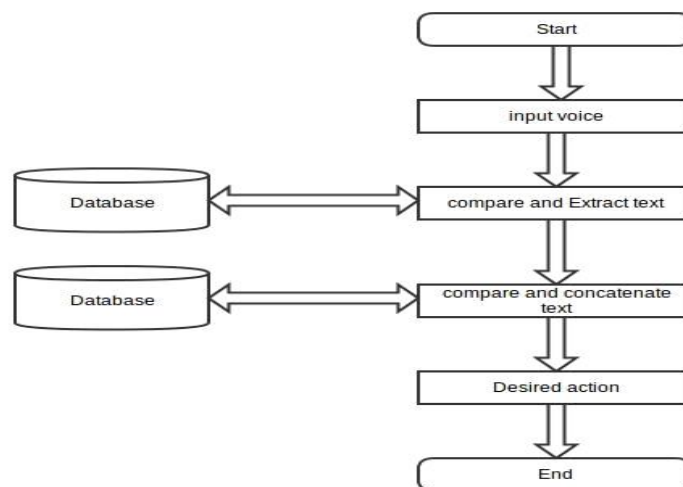 Start
input voice
Database
compare and Extract text
Database
compare and concatenate
text
Desired action
End